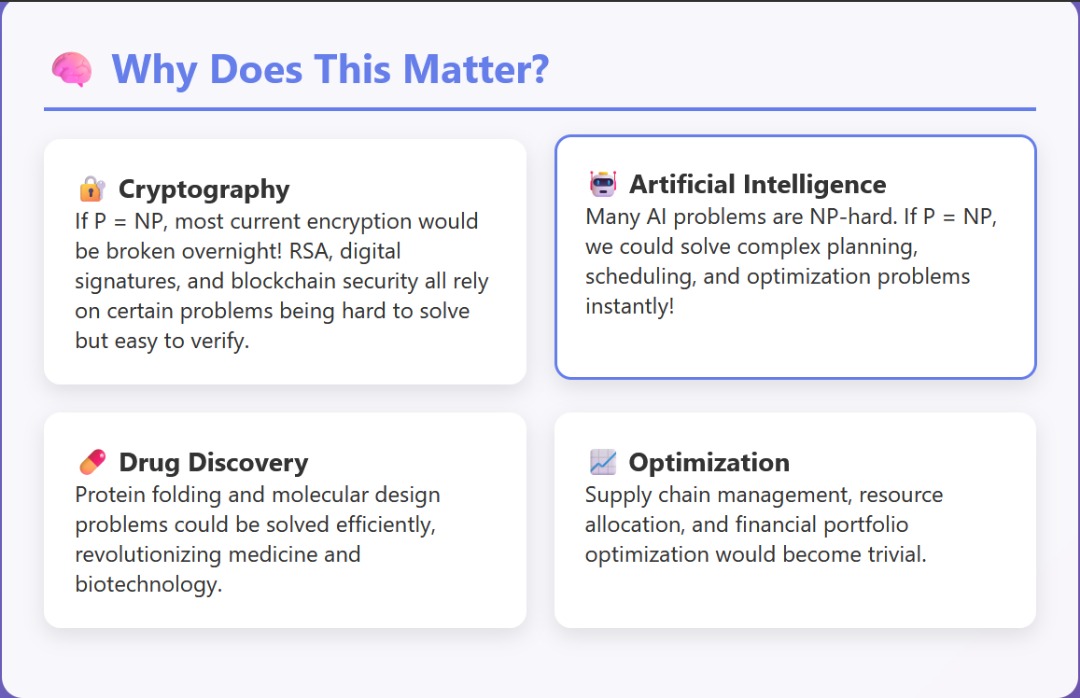 Why Does This Matter?
Cryptography
If P = NP, most current encryption would
be broken overnight! RSA, digital
signatures, and blockchain security all rely
on certain problems being hard to solve
but easy to verify.
Artificial Intelligence
Many AI problems are NP-hard. If P = NP,
we could solve complex planning,
scheduling, and optimization problems
instantly!
Drug Discovery
Protein folding and molecular design
problems could be solved efficiently,
revolutionizing medicine and
biotechnology.
Optimization
Supply chain management, resource
allocation, and financial portfolio
optimization would become trivial.